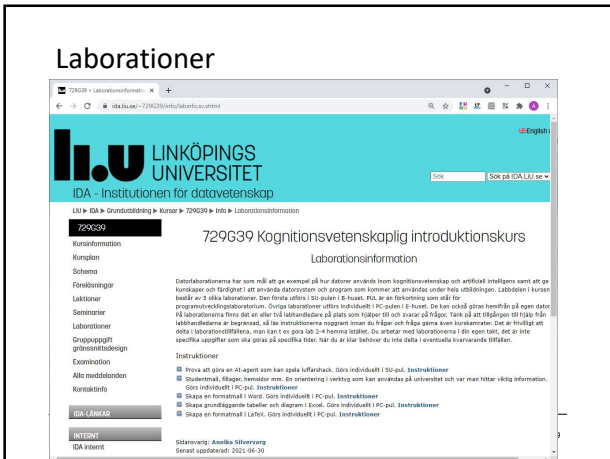 Laborationer
729G39 > Laborationsinformatio
ida.liu.se/~729G39/info/labinfo.sv.shtml
English
LINKÖPINGS
UNIVERSITET
Sök
Sök på IDA.LiU.se
IDA - Institutionen för datavetenskap
LiU ▶ IDA ▶ Grundutbildning ▶ Kurser ▶ 729G39 ▶ Info ▶ Laborationsinformation
729G39
Kursinformation
Kursplan
Schema
Föreläsningar
Lektioner
Seminarier
Laborationer
Gruppuppgift
gränssnittsdesign
Examination
Alla meddelanden
Kontaktinfo
IDA-LÄNKAR
INTERNT
IDA internt
729G39 Kognitionsvetenskaplig introduktionskurs
Laborationsinformation
Datorlaborationerna har som mål att ge exempel på hur datorer används inom kognitionsvetenskap och artificiell intelligens samt att ge
kunskaper och färdighet i att använda datorsystem och program som kommer att användas under hela utbildningen. Labbdelen i kursen
består av 5 olika laborationer. Den första utförs i SU-pulen i B-huset. PUL är en förkortning som står för
programutvecklingslaboratorium. Övriga laborationer utförs individuellt i PC-pulen i E-huset. De kan också göras hemifrån på egen dator
På laborationerna finns det en eller två labhandledare på plats som hjälper till och svarar på frågor. Tänk på att tillgången till hjälp från
labbhandledarna är begränsad, så läs instruktionerna noggrant innan du frågar och fråga gärna även kurskamrater. Det är frivilligt att
delta i laborationstillfällena, man kan t ex göra lab 2-4 hemma istället. Du arbetar med laborationerna i din egen takt, det är inte
specifika uppgifter som ska göras på specifika tider. När du är klar behöver du inte delta i eventuella kvarvarande tillfällen.
Instruktioner
Prova att göra en AI-agent som kan spela luffarshack. Görs individuellt i SU-pul. Instruktioner
Studentmail, filager, hemsidor mm. En orientering i verktyg som kan användas på universitet och var man hittar viktig information.
Görs individuellt i PC-pul. Instruktioner
Skapa en formatmall i Word. Görs individuellt i PC-pul. Instruktioner
Skapa grundläggande tabeller och diagram i Excel. Görs individuellt i PC-pul. Instruktioner
Skapa en formatmall i LaTeX. Görs individuellt i PC-pul. Instruktioner
Sidansvarig: Annika Silvervarg
Senast uppdaterad: 2021-06-30